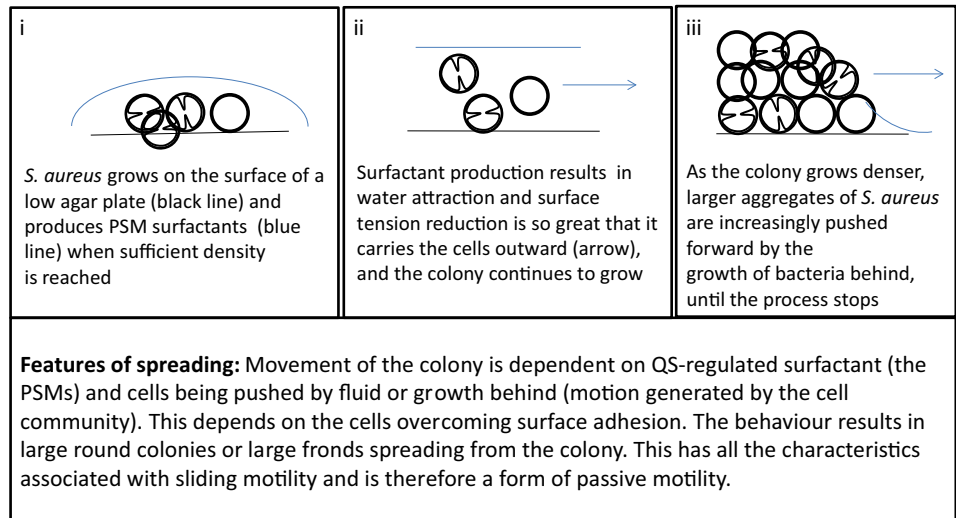 i
S. aureus grows on the surface of a
low agar plate (black line) and
produces PSM surfactants (blue
line) when sufficient density
is reached
ii
Surfactant production results in
water attraction and surface
tension reduction is so great that it
carries the cells outward (arrow),
and the colony continues to grow
iii
As the colony grows denser,
larger aggregates of S. aureus
are increasingly pushed
forward by the
growth of bacteria behind,
until the process stops
Features of spreading: Movement of the colony is dependent on QS-regulated surfactant (the
PSMs) and cells being pushed by fluid or growth behind (motion generated by the cell
community). This depends on the cells overcoming surface adhesion. The behaviour results in
large round colonies or large fronds spreading from the colony. This has all the characteristics
associated with sliding motility and is therefore a form of passive motility.